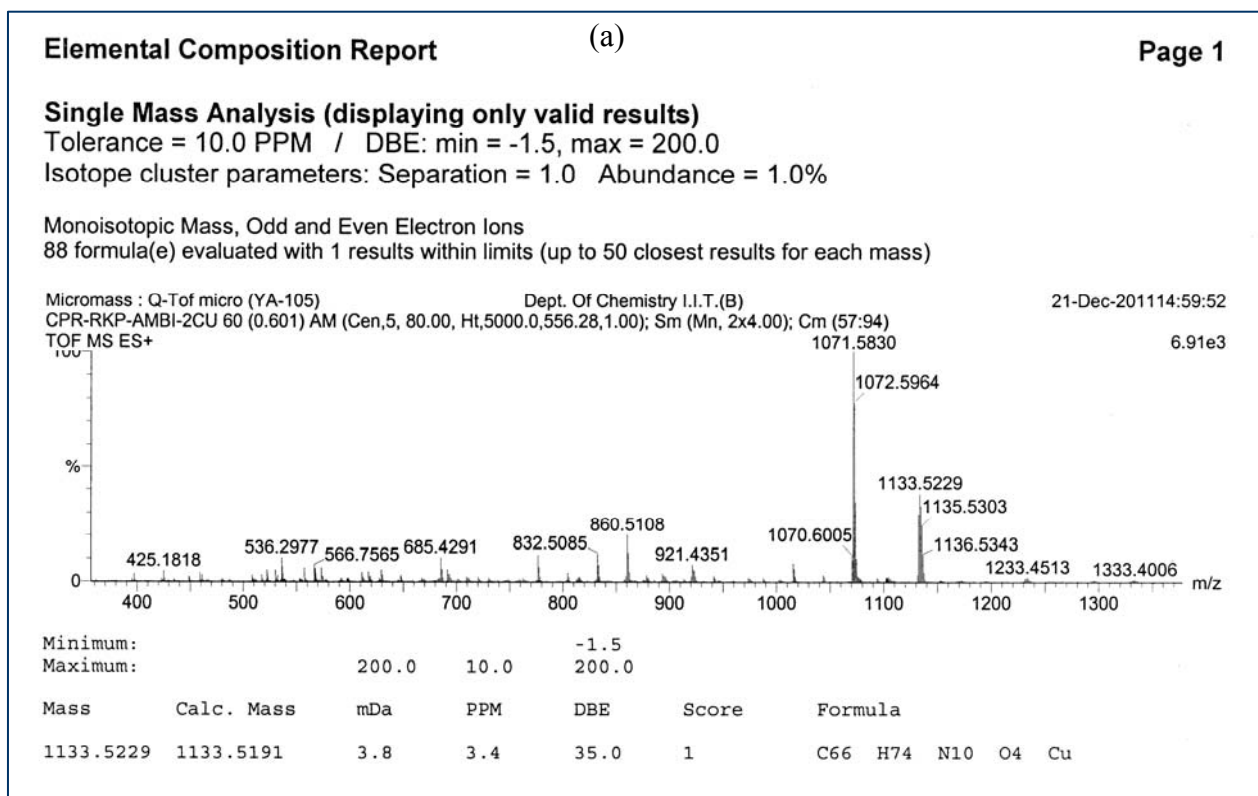 (a)
Elemental Composition Report Page 1
Single Mass Analysis (displaying only valid results)
Tolerance = 10.0 PPM / DBE: min = -1.5, max = 200.0
Isotope cluster parameters: Separation = 1.0 Abundance = 1.0%
Monoisotopic Mass, Odd and Even Electron Ions
88 formula(e) evaluated with 1 results within limits (up to 50 closest results for each mass)
Micromass : Q-Tof micro (YA-105) Dept. Of Chemistry I.I.T.(B) 21-Dec-201114:59:52
CPR-RKP-AMBI-2CU 60 (0.601) AM (Cen,5, 80.00, Ht,5000.0,556.28,1.00); Sm (Mn, 2x4.00); Cm (57:94)
TOF MS ES+ 1071.5830 6.91e3
100
1072.5964
%
1133.5229
1135.5303
860.5108 1070.6005
1136.5343
425.1818 536.2977 566.7565 685.4291 832.5085 921.4351 1233.4513 1333.4006
0 m/z
400 500 600 700 800 900 1000 1100 1200 1300
Minimum: -1.5
Maximum: 200.0 10.0 200.0
Mass Calc. Mass mDa PPM DBE Score Formula
1133.5229 1133.5191 3.8 3.4 35.0 1 C66 H74 N10 O4 Cu